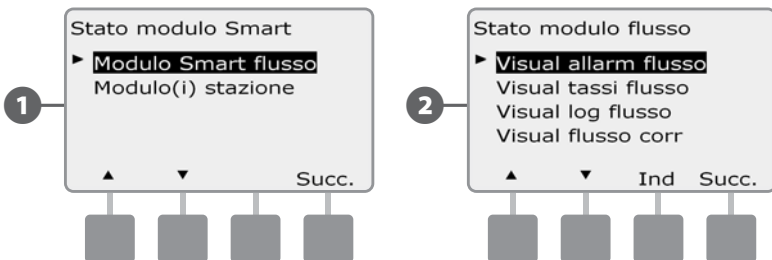 1
Stato modulo Smart
► Modulo Smart flusso
Modulo(i) stazione
▲ ▼ Succ.
2
Stato modulo flusso
► Visual allarm flusso
Visual tassi flusso
Visual log flusso
Visual flusso corr
▲ ▼ Ind Succ.